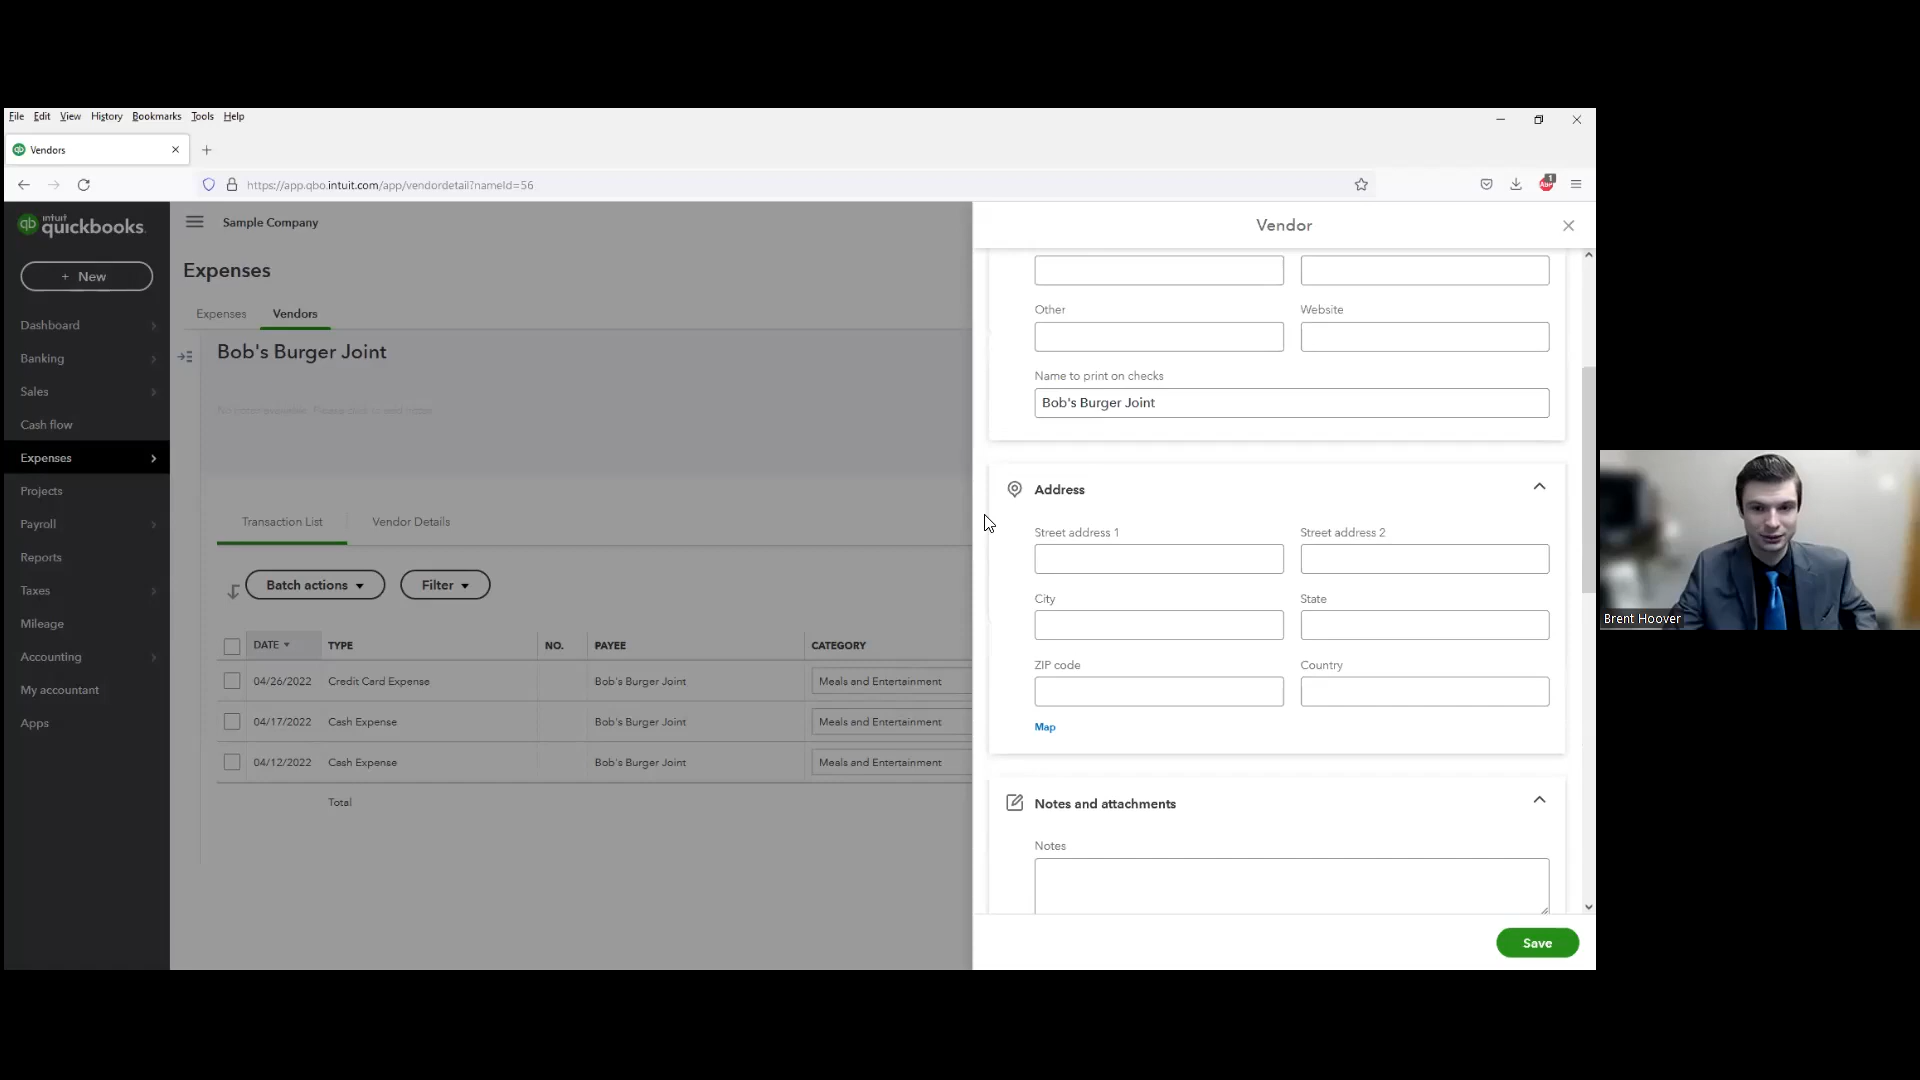 File Edit View History Bookmarks Tools Help
Vendors
https://app.qbo.intuit.com/app/vendordetail?nameId=56
1
intuit
quickbooks.
qb
+ New
Dashboard
Banking
Sales
Cash flow
Expenses
Projects
Payroll
Reports
Taxes
Mileage
Accounting
My accountant
Apps
Sample Company
Expenses
Expenses Vendors
Bob's Burger Joint
Transaction List Vendor Details
Batch actions Filter
DATE TYPE NO. PAYEE CATEGORY
04/26/2022 Credit Card Expense Bob's Burger Joint Meals and Entertainment
04/17/2022 Cash Expense Bob's Burger Joint Meals and Entertainment
04/12/2022 Cash Expense Bob's Burger Joint Meals and Entertainment
Total
Vendor
Other Website
Name to print on checks
Bob's Burger Joint
Address
Street address 1 Street address 2
City State
ZIP code Country
Map
Notes and attachments
Notes
Save
Brent Hoover